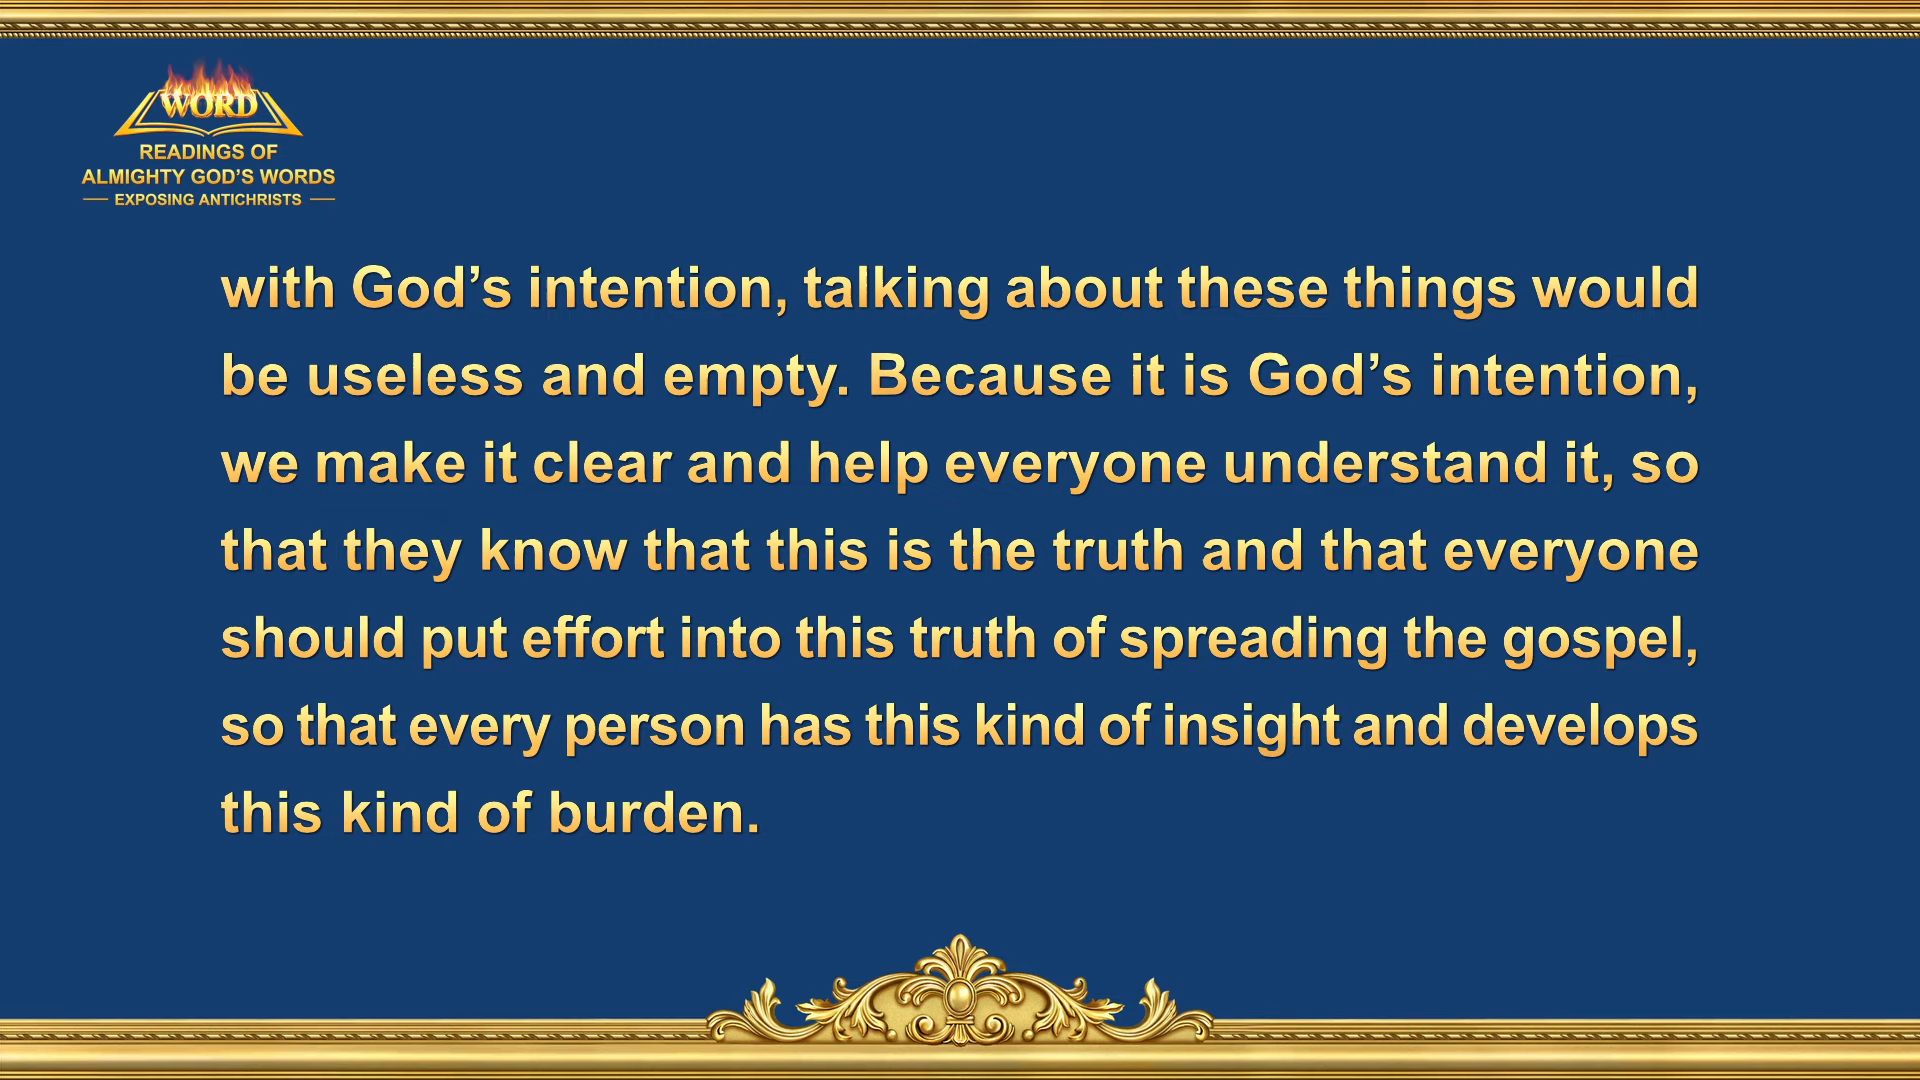 WORD
READINGS OF
ALMIGHTY GOD’S WORDS
EXPOSING ANTICHRISTS
with God’s intention, talking about these things would
be useless and empty. Because it is God’s intention,
we make it clear and help everyone understand it, so
that they know that this is the truth and that everyone
should put effort into this truth of spreading the gospel,
so that every person has this kind of insight and develops
this kind of burden.